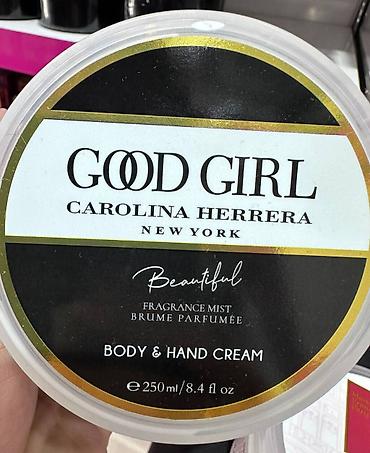 GOOD GIRL
CAROLINA HERRERA
NEW YORK
Beautiful
FRAGRANCE MIST
BRUME PARFUMÉE
BODY & HAND CREAM
℮ 250 ml/8.4 fl oz